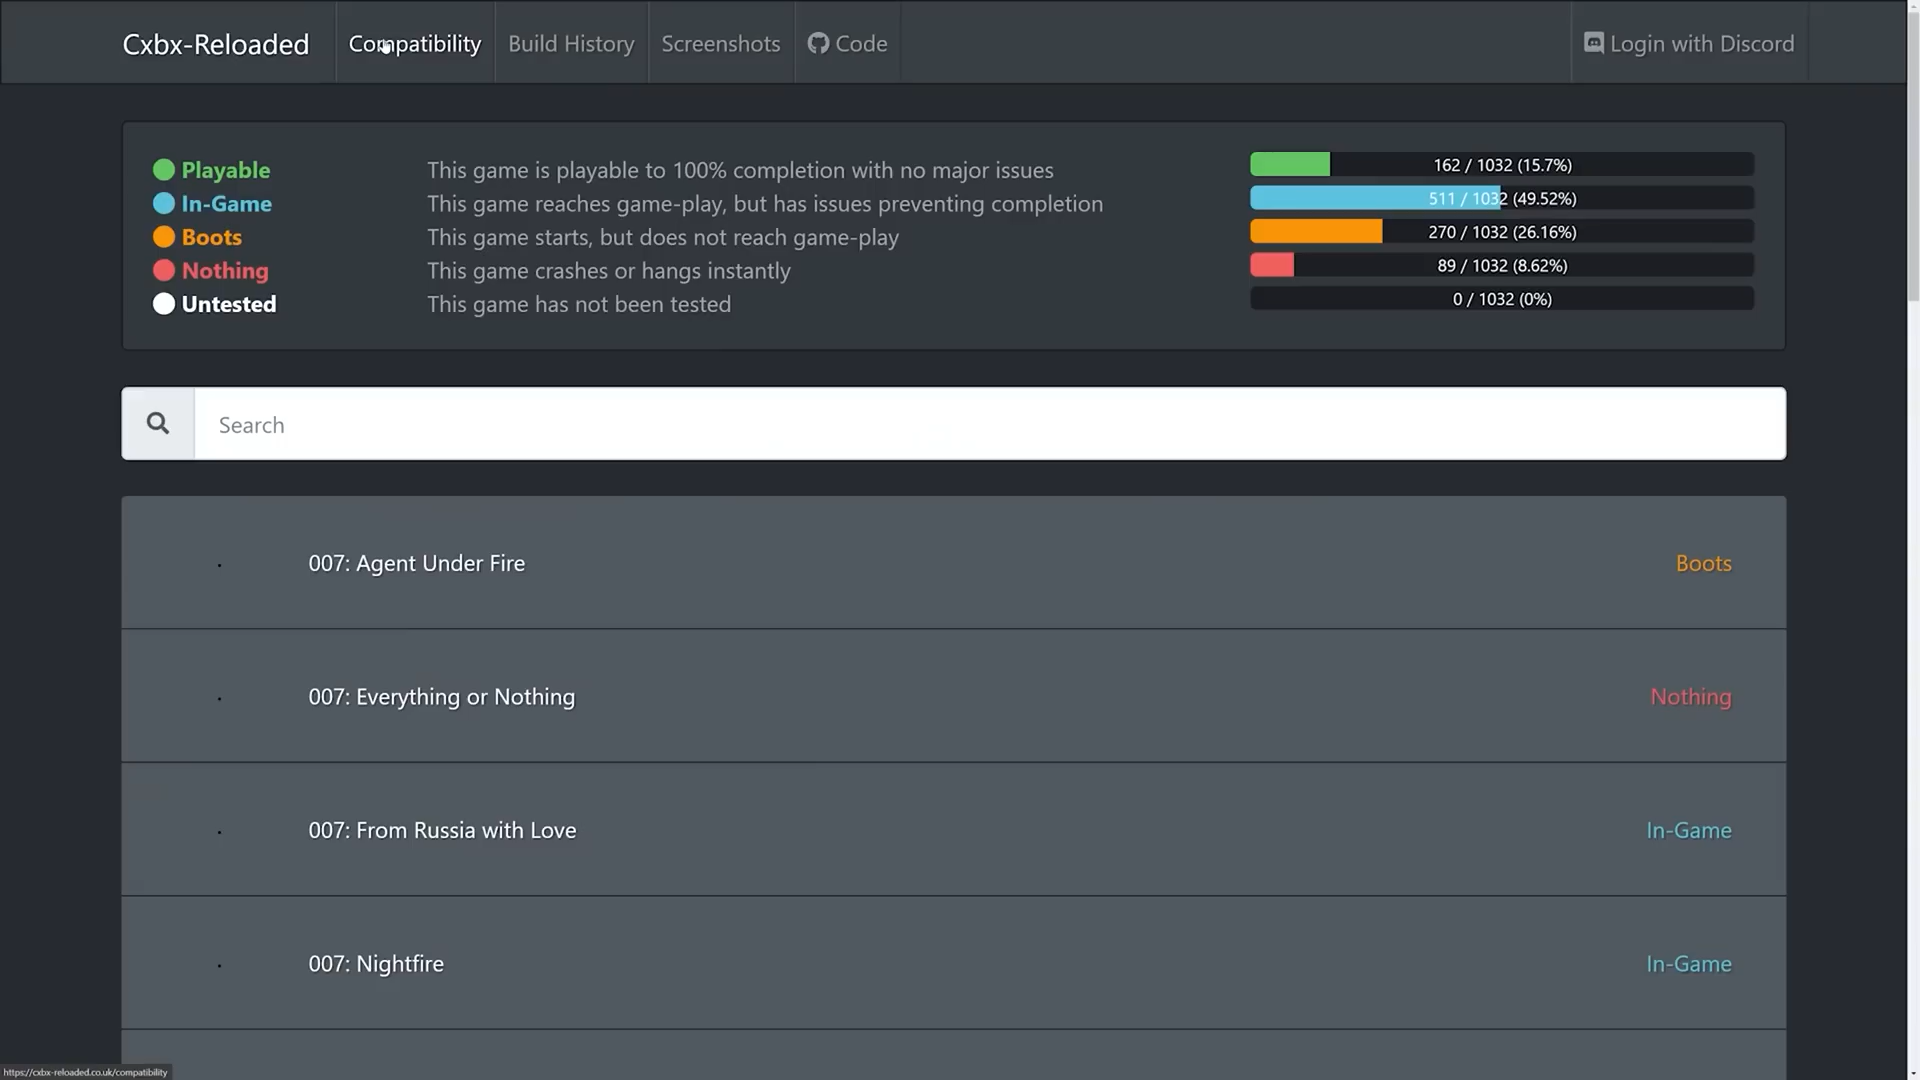 Cxbx-Reloaded Compatibility Build History Screenshots Code Login with Discord
Playable This game is playable to 100% completion with no major issues 162 / 1032 (15.7%)
In-Game This game reaches game-play, but has issues preventing completion 511 / 1032 (49.52%)
Boots This game starts, but does not reach game-play 270 / 1032 (26.16%)
Nothing This game crashes or hangs instantly 89 / 1032 (8.62%)
Untested This game has not been tested 0 / 1032 (0%)
Search
007: Agent Under Fire Boots
007: Everything or Nothing Nothing
007: From Russia with Love In-Game
007: Nightfire In-Game
https://cxbx-reloaded.co.uk/compatibility